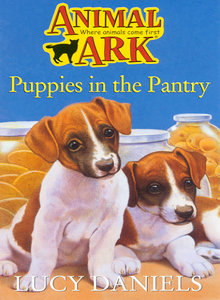 ANIMAL
Where animals come first
ARK
Puppies in the Pantry
LUCY DANIELS